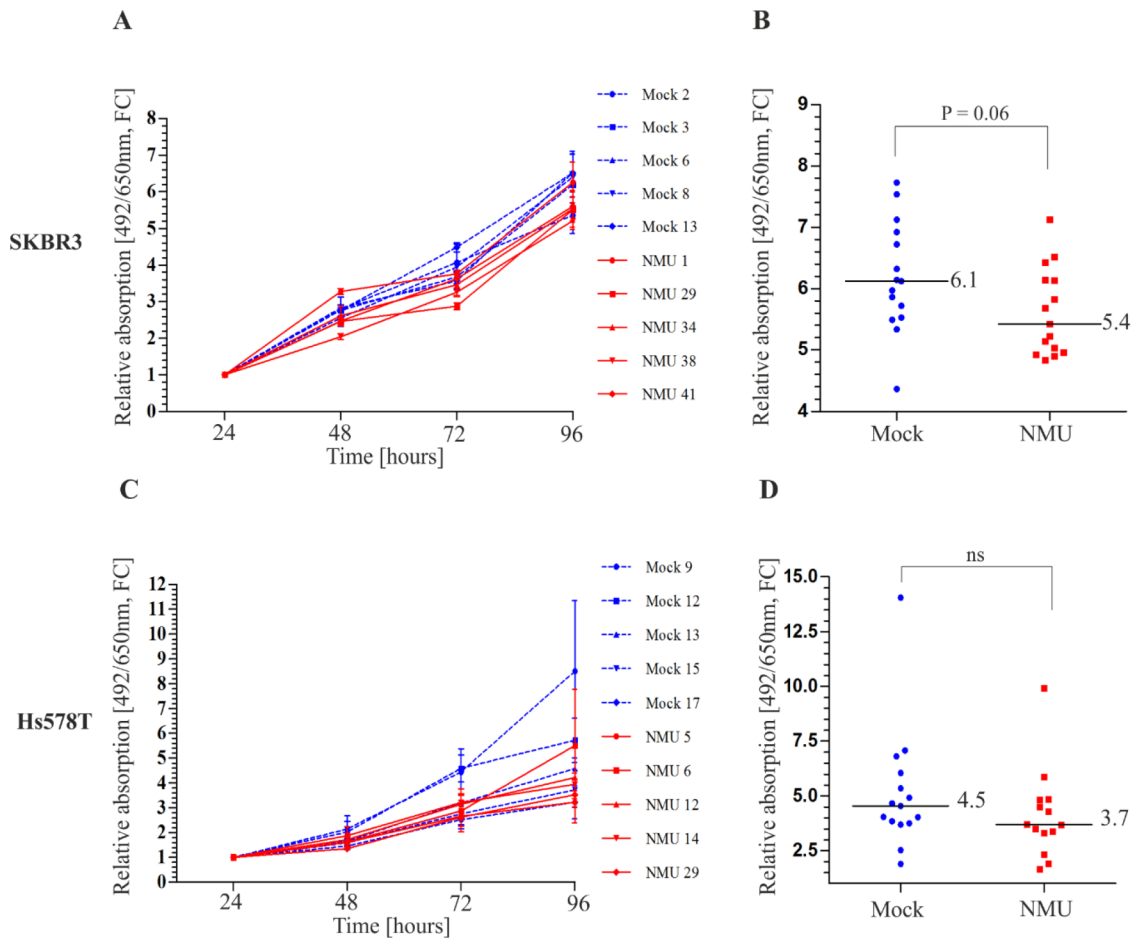 A
B
SKBR3
Relative absorption [492/650nm, FC]
8
7
6
5
4
3
2
1
0
24
48
72
96
Time [hours]
Mock 2
Mock 3
Mock 6
Mock 8
Mock 13
NMU 1
NMU 29
NMU 34
NMU 38
NMU 41
Relative absorption [492/650nm, FC]
9
8
7
6
5
4
P = 0.06
6.1
5.4
Mock
NMU
C
D
Hs578T
Relative absorption [492/650nm, FC]
12
11
10
9
8
7
6
5
4
3
2
1
0
24
48
72
96
Time [hours]
Mock 9
Mock 12
Mock 13
Mock 15
Mock 17
NMU 5
NMU 6
NMU 12
NMU 14
NMU 29
Relative absorption [492/650nm, FC]
15.0
12.5
10.0
7.5
5.0
2.5
ns
4.5
3.7
Mock
NMU